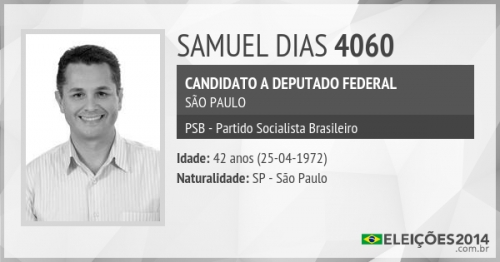 SAMUEL DIAS 4060
CANDIDATO A DEPUTADO FEDERAL
SÃO PAULO
PSB - Partido Socialista Brasileiro
Idade: 42 anos (25-04-1972)
Naturalidade: SP - São Paulo
ELEIÇÕES2014
.com.br